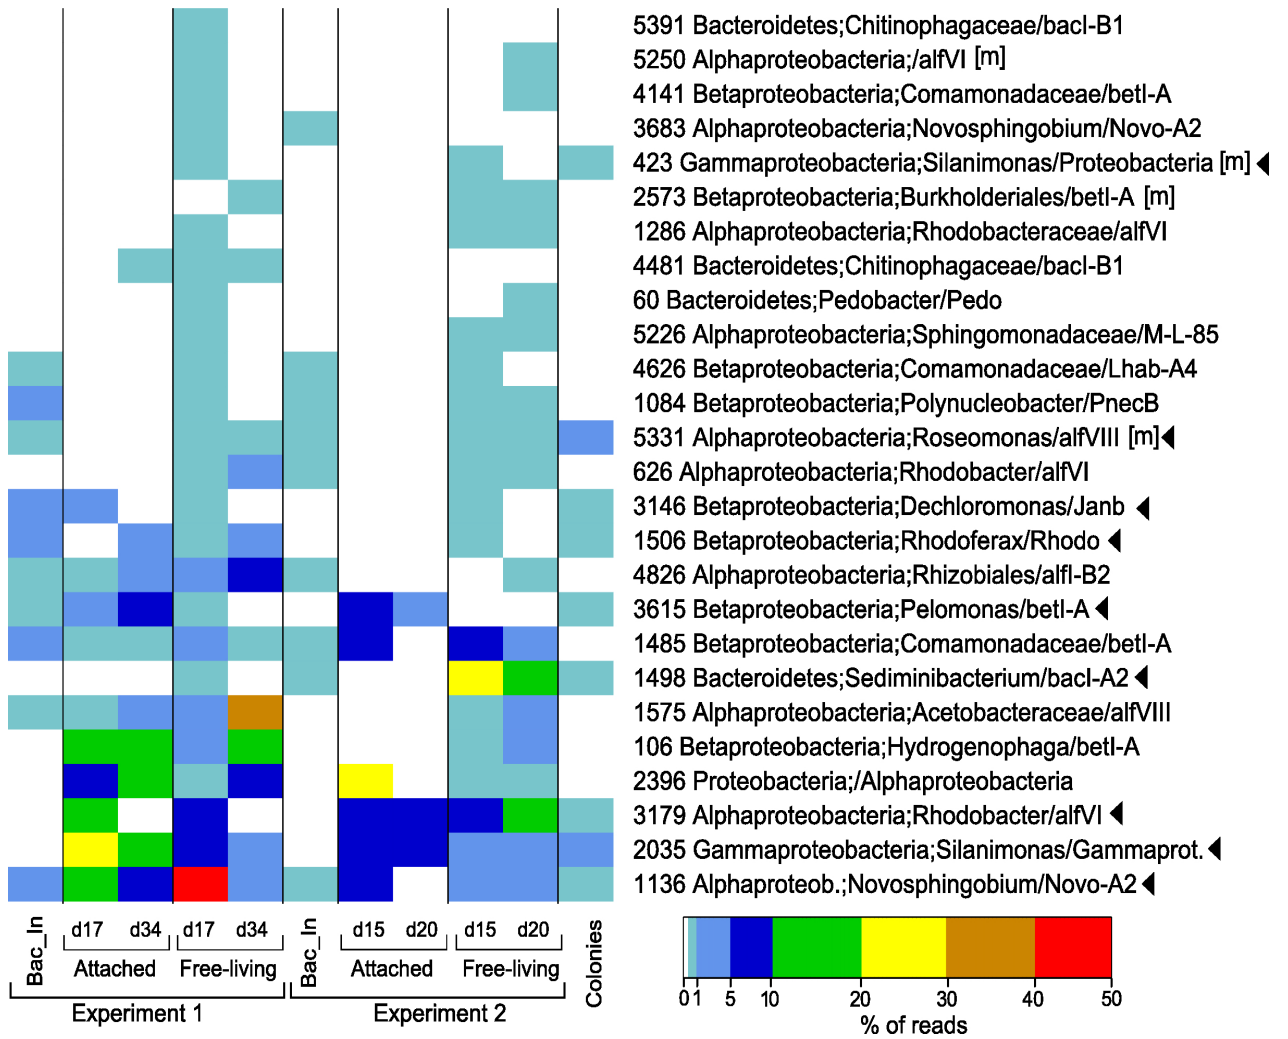 5391 Bacteroidetes;Chitinophagaceae/bacI-B1
5250 Alphaproteobacteria;/alfVI [m]
4141 Betaproteobacteria;Comamonadaceae/betI-A
3683 Alphaproteobacteria;Novosphingobium/Novo-A2
423 Gammaproteobacteria;Silanimonas/Proteobacteria [m]
2573 Betaproteobacteria;Burkholderiales/betI-A [m]
1286 Alphaproteobacteria;Rhodobacteraceae/alfVI
4481 Bacteroidetes;Chitinophagaceae/bacI-B1
60 Bacteroidetes;Pedobacter/Pedo
5226 Alphaproteobacteria;Sphingomonadaceae/M-L-85
4626 Betaproteobacteria;Comamonadaceae/Lhab-A4
1084 Betaproteobacteria;Polynucleobacter/PnecB
5331 Alphaproteobacteria;Roseomonas/alfVIII [m]
626 Alphaproteobacteria;Rhodobacter/alfVI
3146 Betaproteobacteria;Dechloromonas/Janb
1506 Betaproteobacteria;Rhodoferax/Rhodo
4826 Alphaproteobacteria;Rhizobiales/alfI-B2
3615 Betaproteobacteria;Pelomonas/betI-A
1485 Betaproteobacteria;Comamonadaceae/betI-A
1498 Bacteroidetes;Sediminibacterium/bacI-A2
1575 Alphaproteobacteria;Acetobacteraceae/alfVIII
106 Betaproteobacteria;Hydrogenophaga/betI-A
2396 Proteobacteria;/Alphaproteobacteria
3179 Alphaproteobacteria;Rhodobacter/alfVI
2035 Gammaproteobacteria;Silanimonas/Gammaprot.
1136 Alphaproteob.;Novosphingobium/Novo-A2
Bac_In d17 d34 d17 d34 Bac_In d15 d20 d15 d20 Colonies
Attached Free-living Attached Free-living
Experiment 1 Experiment 2
0 1 5 10 20 30 40 50
% of reads